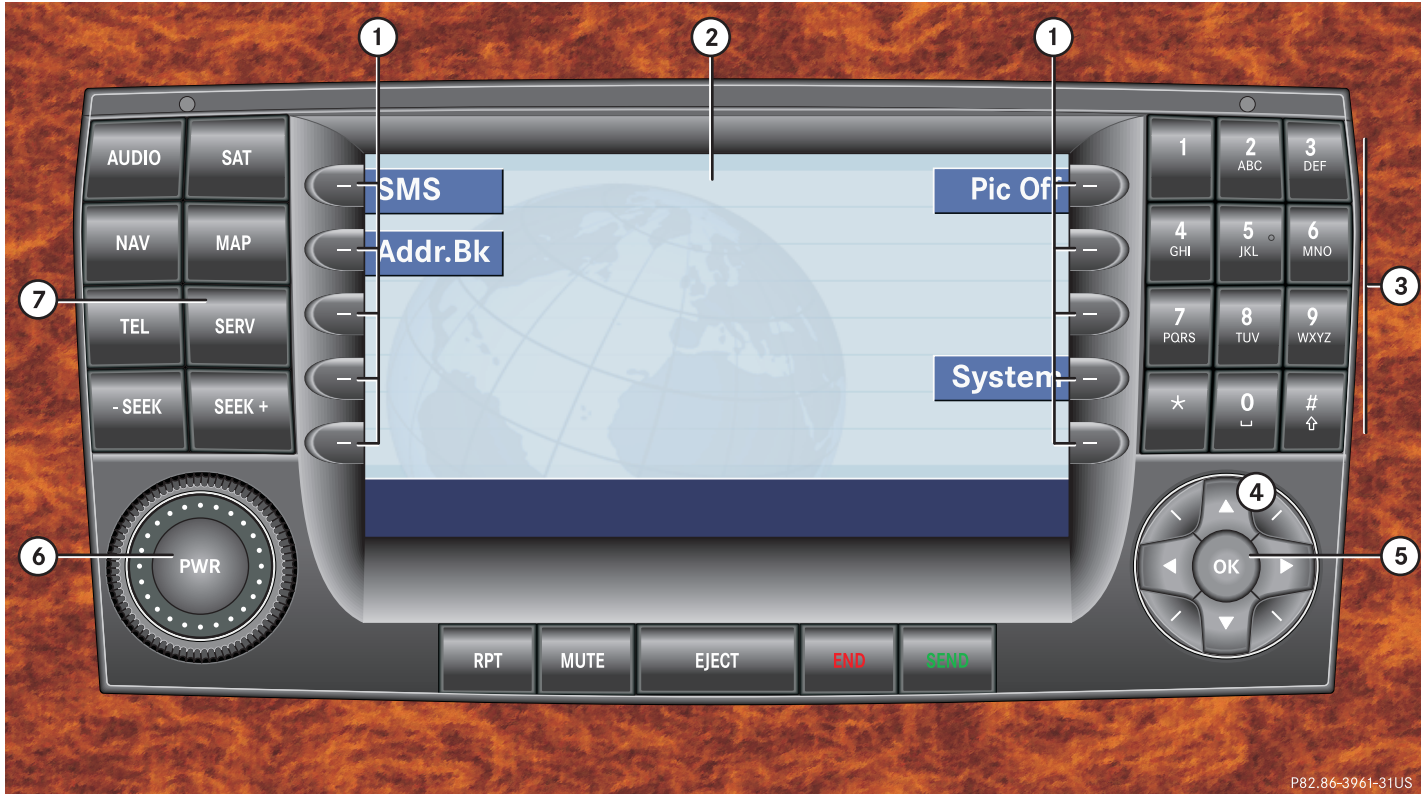 1 2 1
AUDIO SAT
1 2 ABC 3 DEF
SMS Pic Off
NAV MAP
4 GHI 5 JKL 6 MNO
Addr.Bk
7 3
TEL SERV
7 PQRS 8 TUV 9 WXYZ
System
- SEEK SEEK +
* 0 #
4
6 PWR
OK 5
RPT MUTE EJECT END SEND
P82.86-3961-31US